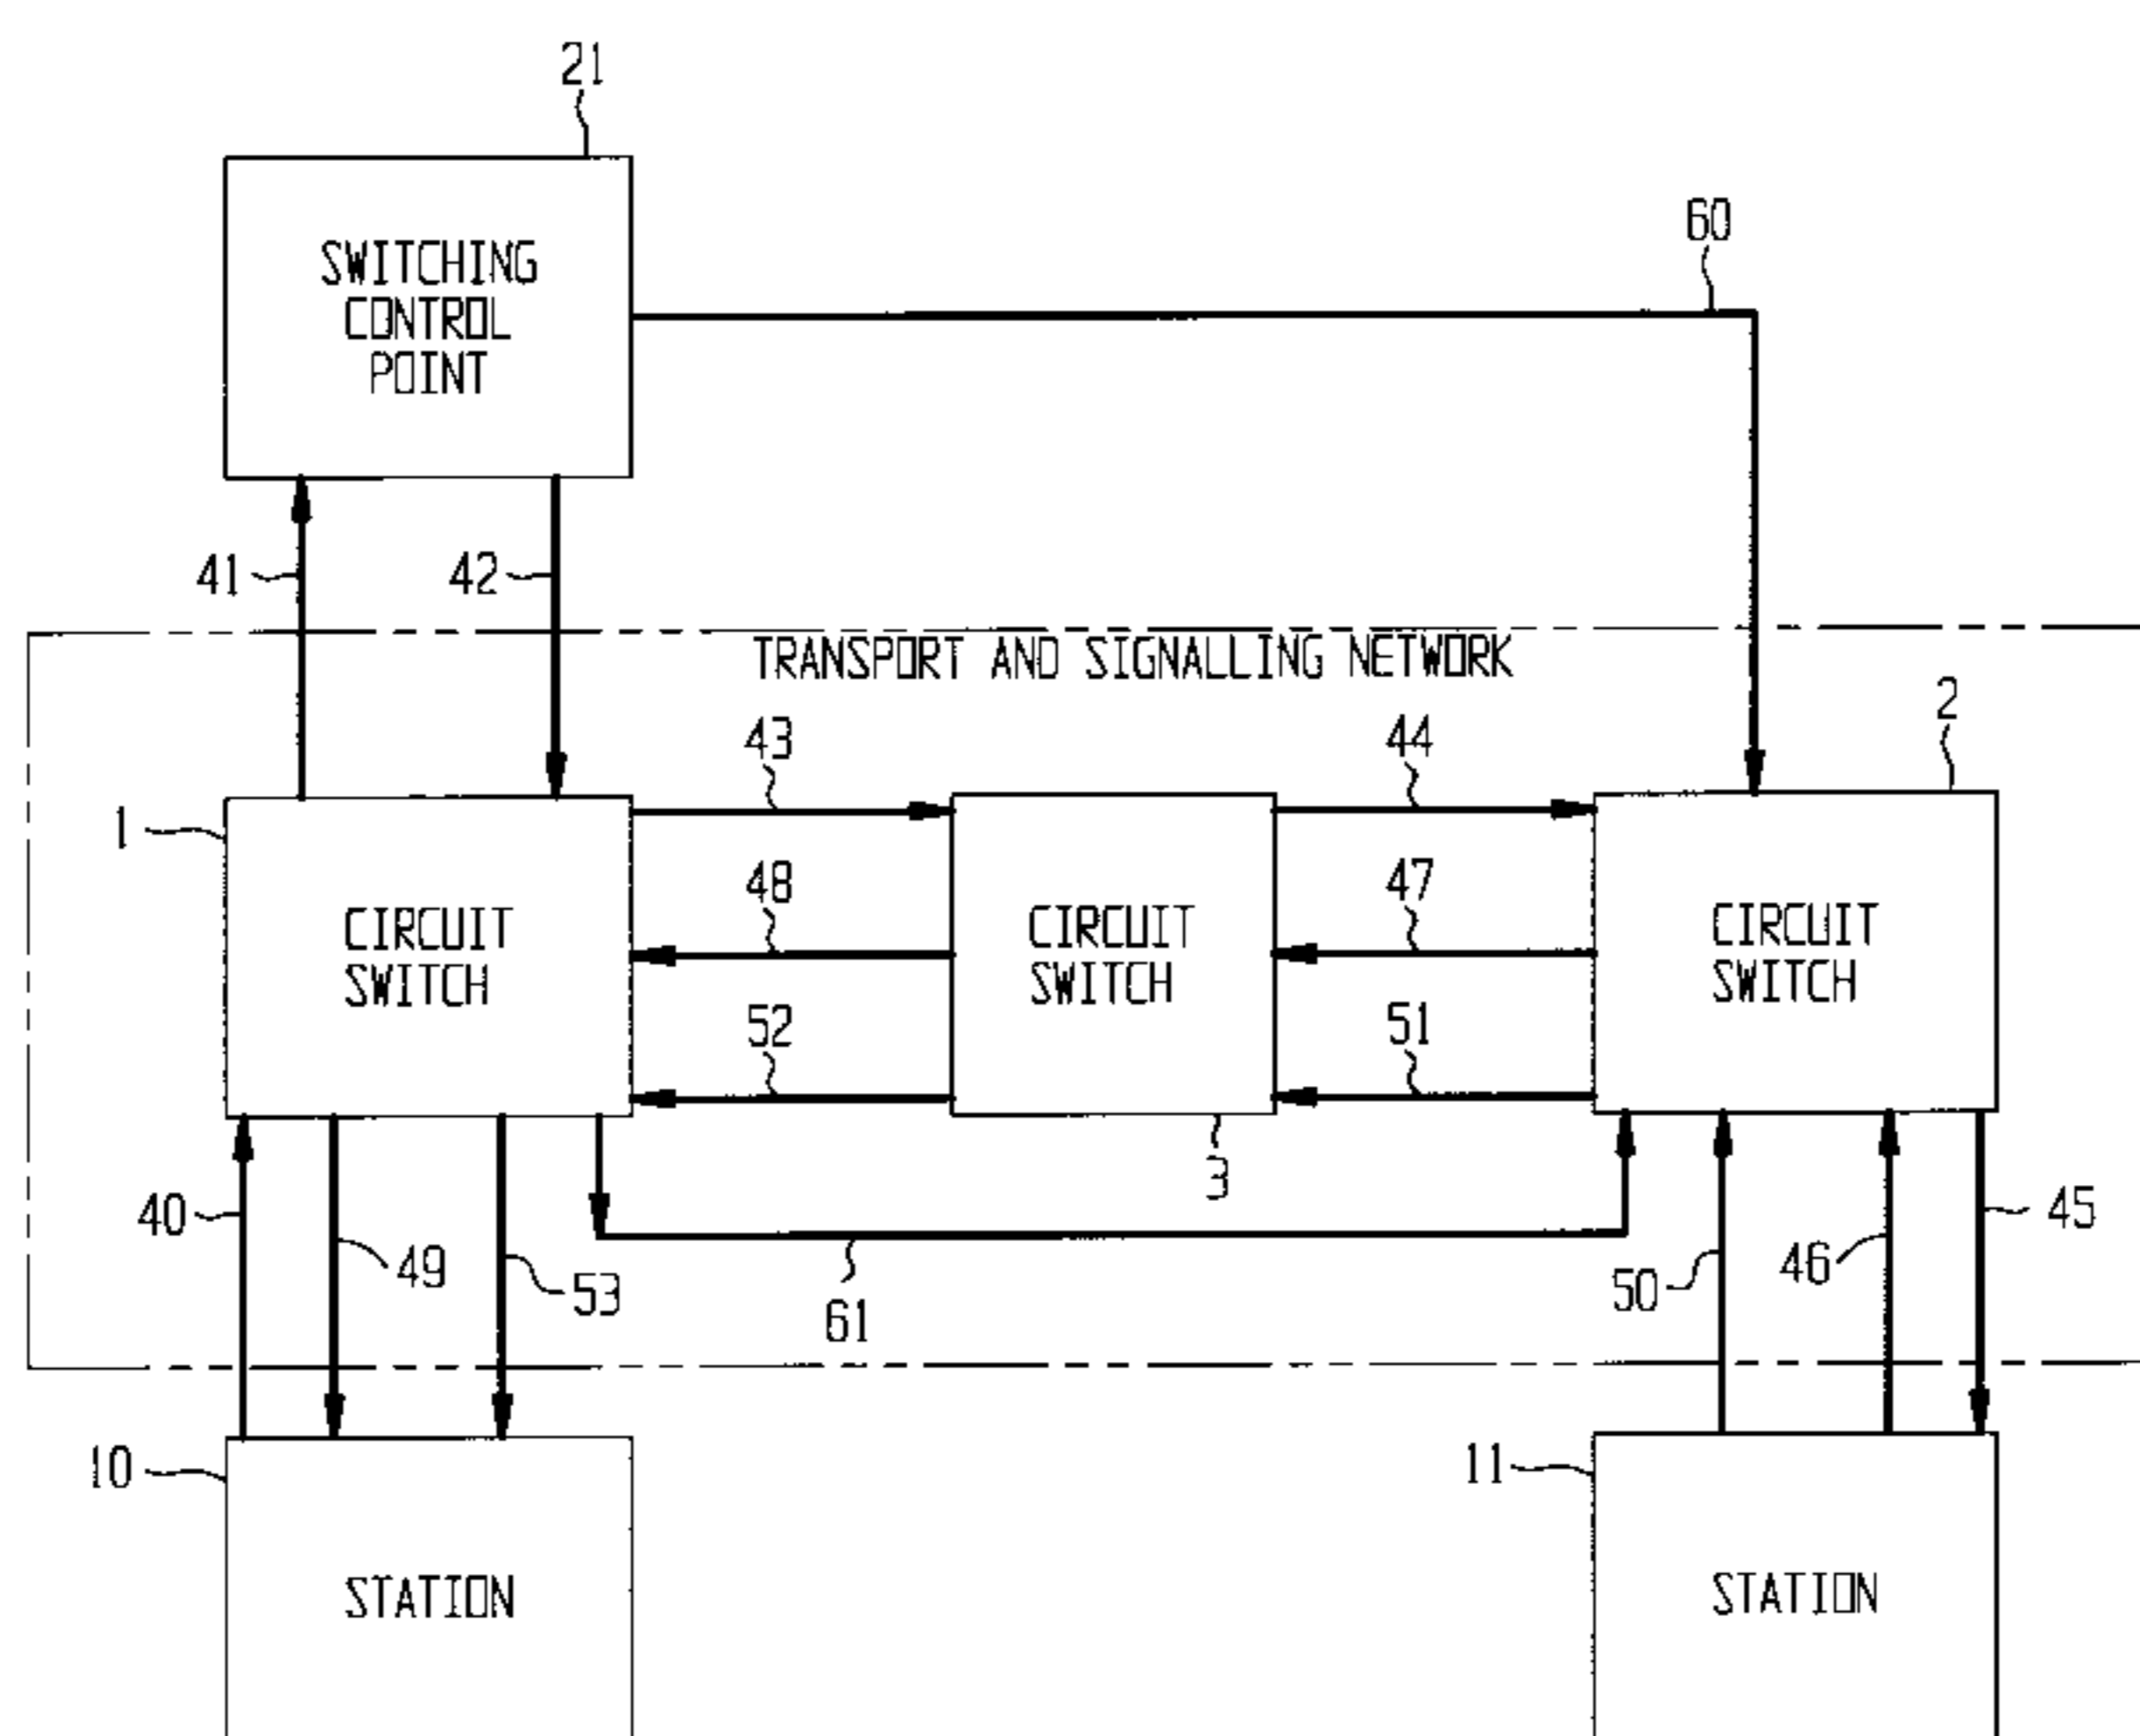 21
60
SWITCHING
CONTROL
POINT
41
42
TRANSPORT AND SIGNALLING NETWORK
2
43
44
1
48
47
CIRCUIT
SWITCH
CIRCUIT
SWITCH
CIRCUIT
SWITCH
52
51
3
40
45
49
53
50
46
61
10
11
STATION
STATION